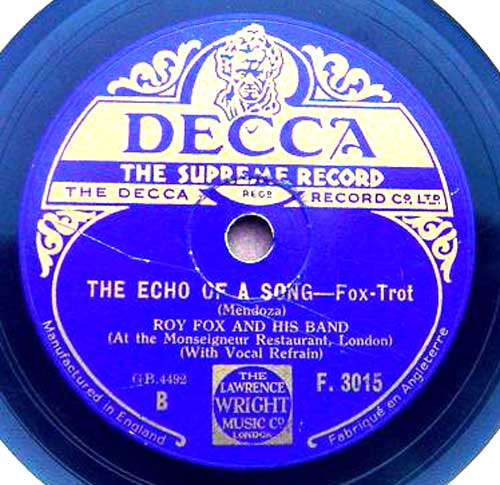 DECCA
THE SUPREME RECORD
THE DECCA REGD RECORD CO. LTD.
THE ECHO OF A SONG—Fox-Trot
(Mendoza)
ROY FOX AND HIS BAND
(At the Monseigneur Restaurant, London)
(With Vocal Refrain)
GB.4492
B
THE
LAWRENCE
WRIGHT
MUSIC CO
LONDON
F. 3015
Manufactured in England
Fabriqué en Angleterre